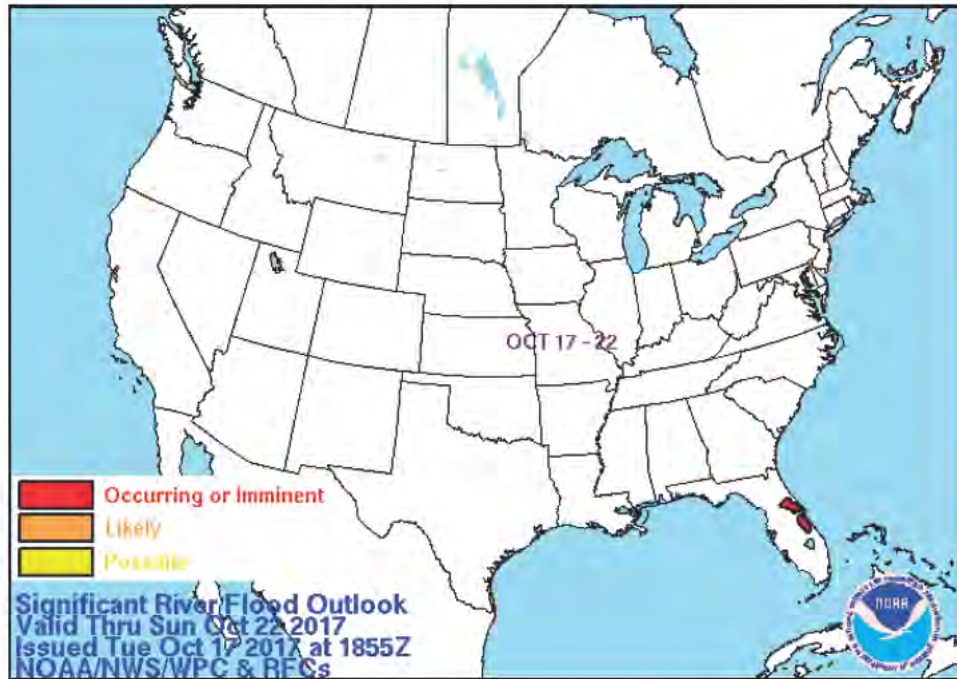 OCT 17 - 22
Occurring or Imminent
Likely
Possible
Significant River Flood Outlook
Valid Thru Sun Oct 22 2017
Issued Tue Oct 17 2017 at 1855Z
NOAA/NWS/WPC & RFCs
NOAA